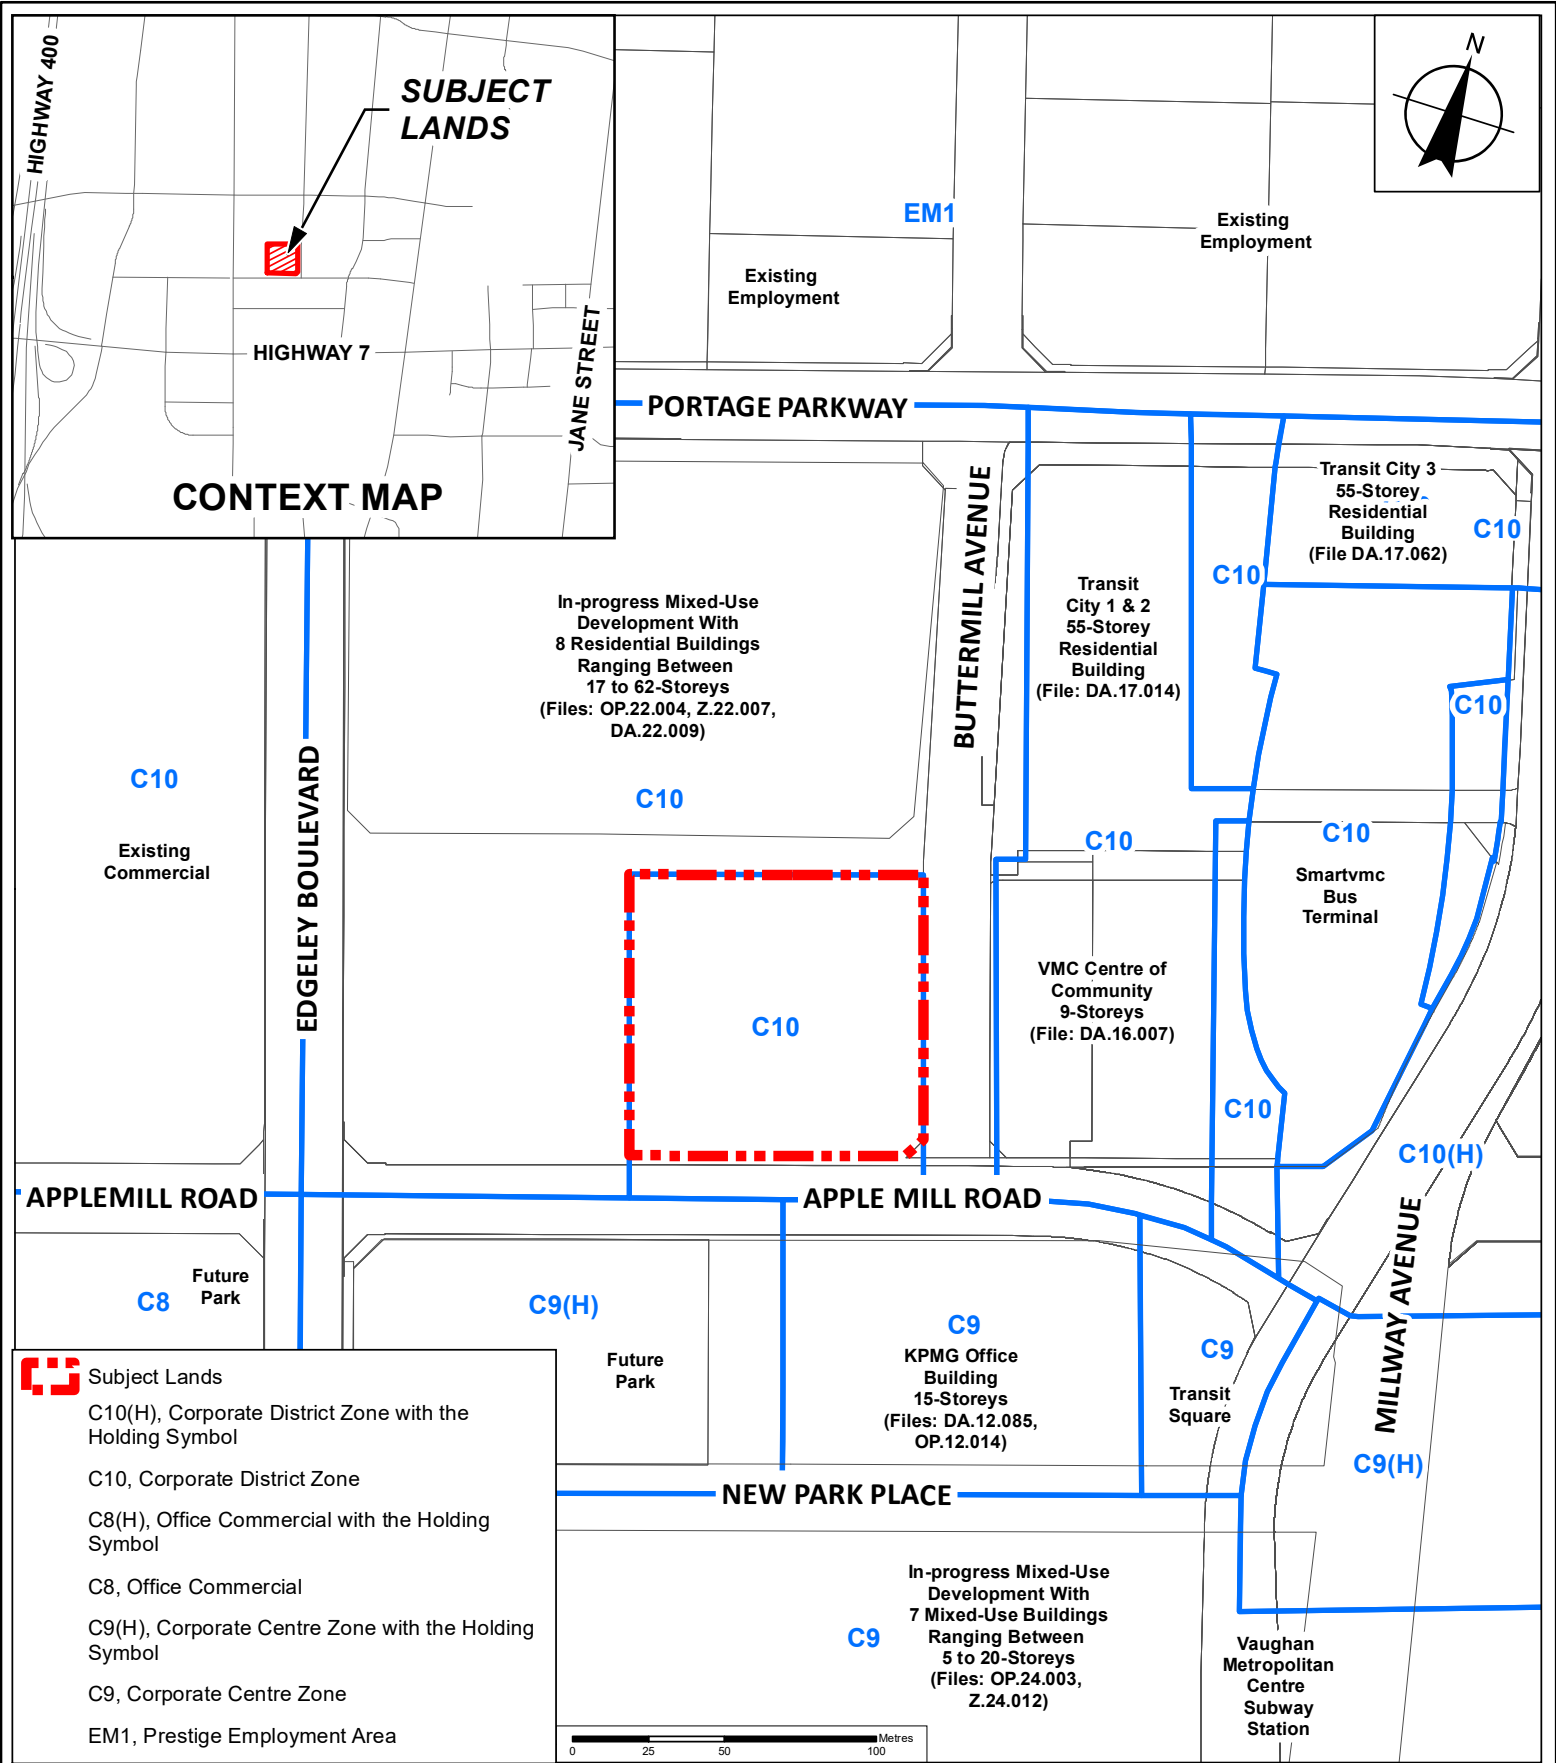 HIGHWAY 400
SUBJECT
LANDS
HIGHWAY 7
JANE STREET
CONTEXT MAP
N
EM1
Existing
Employment
Existing
Employment
PORTAGE PARKWAY
BUTTERMILL AVENUE
Transit City 3
55-Storey
Residential
Building
(File DA.17.062)
C10
C10
Transit
City 1 & 2
55-Storey
Residential
Building
(File: DA.17.014)
In-progress Mixed-Use
Development With
8 Residential Buildings
Ranging Between
17 to 62-Storeys
(Files: OP.22.004, Z.22.007,
DA.22.009)
C10
C10
C10
Existing
Commercial
EDGELEY BOULEVARD
C10
C10
Smartvmc
Bus
Terminal
VMC Centre of
Community
9-Storeys
(File: DA.16.007)
C10
C10
C10(H)
APPLEMILL ROAD
APPLE MILL ROAD
MILLWAY AVENUE
C8
Future
Park
C9(H)
Future
Park
C9
KPMG Office
Building
15-Storeys
(Files: DA.12.085,
OP.12.014)
C9
Transit
Square
C9(H)
NEW PARK PLACE
C9
In-progress Mixed-Use
Development With
7 Mixed-Use Buildings
Ranging Between
5 to 20-Storeys
(Files: OP.24.003,
Z.24.012)
Vaughan
Metropolitan
Centre
Subway
Station
Subject Lands
C10(H), Corporate District Zone with the
Holding Symbol
C10, Corporate District Zone
C8(H), Office Commercial with the Holding
Symbol
C8, Office Commercial
C9(H), Corporate Centre Zone with the Holding
Symbol
C9, Corporate Centre Zone
EM1, Prestige Employment Area
Metres
0 25 50 100